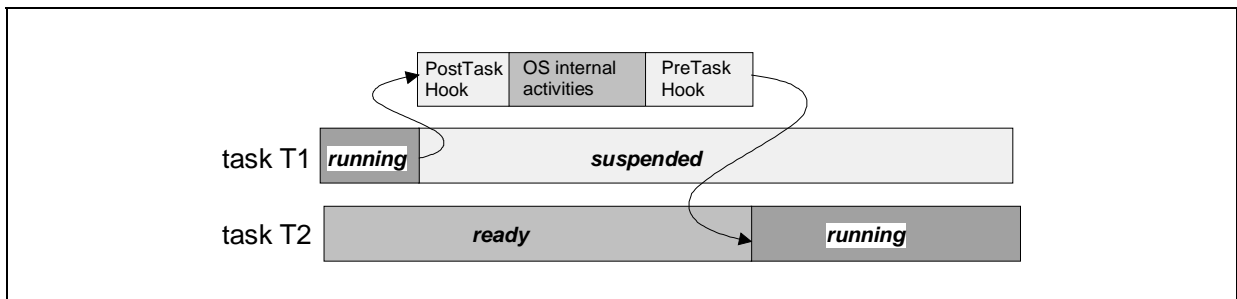 PostTask OS internal PreTask
Hook activities Hook
task T1 running suspended
task T2 ready running